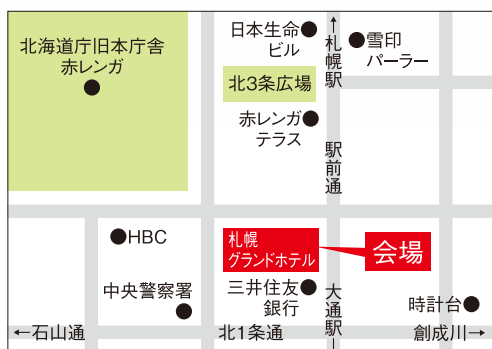 北海道庁旧本庁舎
赤レンガ
日本生命
ビル
↑札幌駅
雪印
パーラー
北3条広場
赤レンガ
テラス
駅前通
HBC
札幌
グランドホテル
会場
中央警察署
三井住友
銀行
大通駅↓
時計台
←石山通
北1条通
創成川→